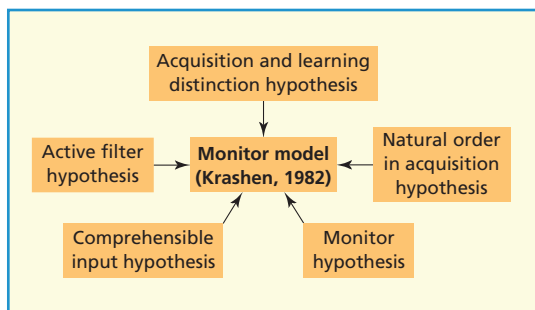 Acquisition and learning
distinction hypothesis
Active filter
hypothesis
Monitor model
(Krashen, 1982)
Natural order
in acquisition
hypothesis
Comprehensible
input hypothesis
Monitor
hypothesis